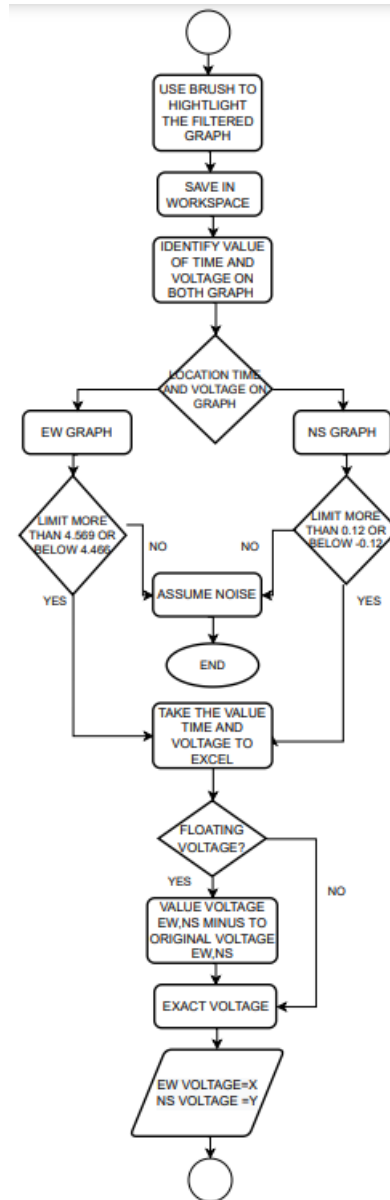 USE BRUSH TO
HIGHTLIGHT
THE FILTERED
GRAPH
SAVE IN
WORKSPACE
IDENTIFY VALUE
OF TIME AND
VOLTAGE ON
BOTH GRAPH
LOCATION TIME
AND VOLTAGE ON
GRAPH
EW GRAPH
NS GRAPH
LIMIT MORE
THAN 4.569 OR
BELOW 4.466
LIMIT MORE
THAN 0.12 OR
BELOW -0.12
NO
NO
YES
YES
ASSUME NOISE
END
TAKE THE VALUE
TIME AND
VOLTAGE TO
EXCEL
FLOATING
VOLTAGE?
YES
NO
VALUE VOLTAGE
EW,NS MINUS TO
ORIGINAL VOLTAGE
EW,NS
EXACT VOLTAGE
EW VOLTAGE=X
NS VOLTAGE =Y